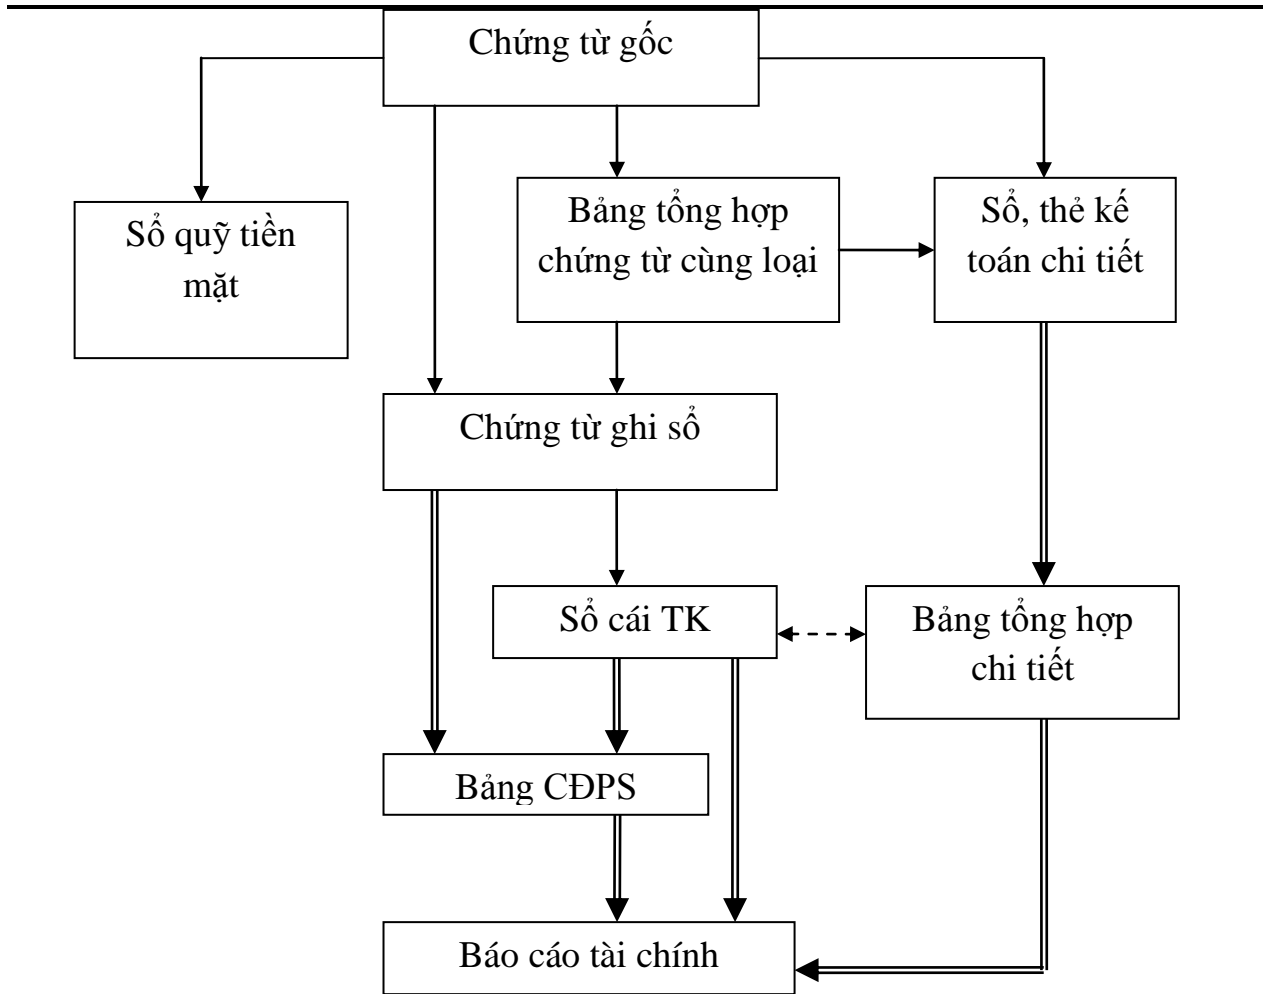 Chứng từ gốc
Sổ quỹ tiền
mặt
Bảng tổng hợp
chứng từ cùng loại
Sổ, thẻ kế
toán chi tiết
Chứng từ ghi sổ
Sổ cái TK
Bảng tổng hợp
chi tiết
Bảng CĐPS
Báo cáo tài chính